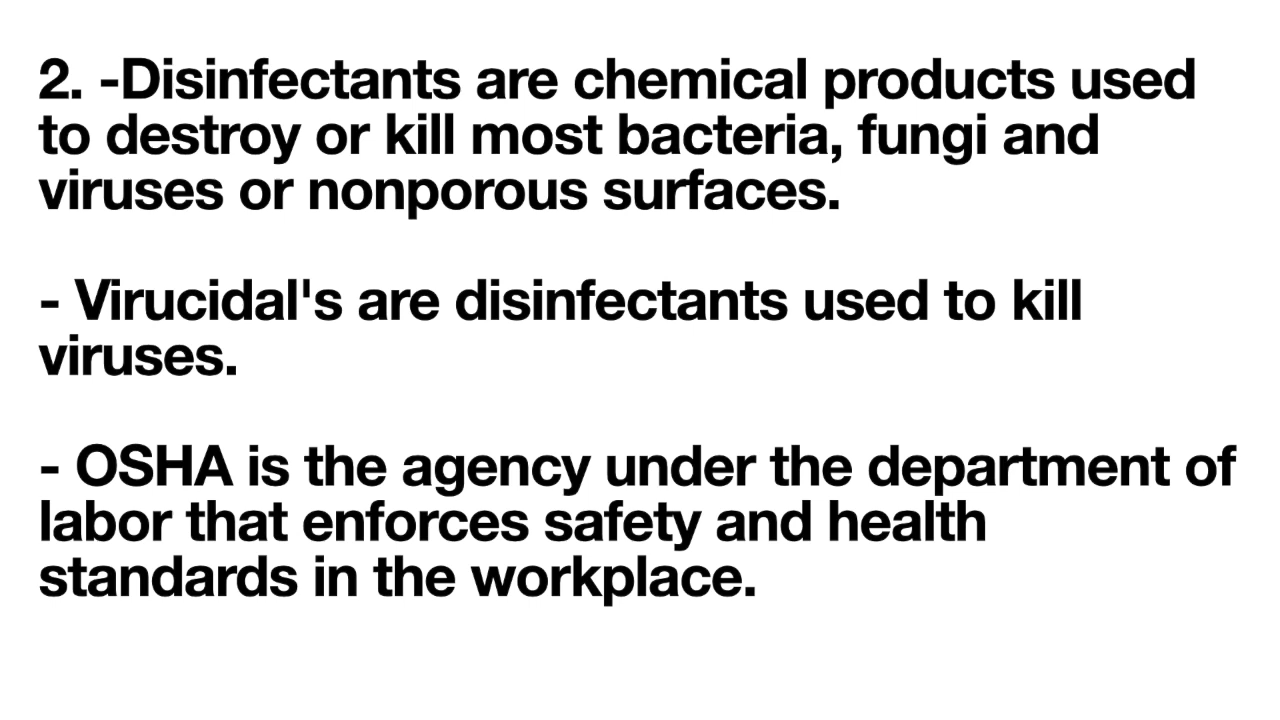 2. -Disinfectants are chemical products used
to destroy or kill most bacteria, fungi and
viruses or nonporous surfaces.
- Virucidal's are disinfectants used to kill
viruses.
- OSHA is the agency under the department of
labor that enforces safety and health
standards in the workplace.